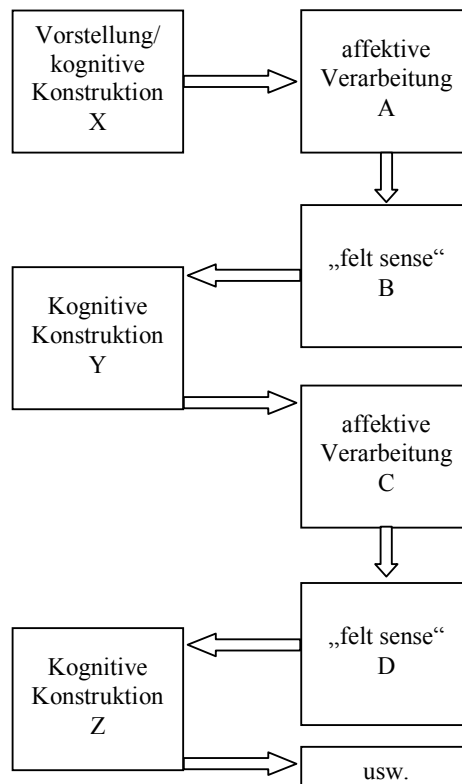 Vorstellung/
kognitive
Konstruktion
X
affektive
Verarbeitung
A
„felt sense“
B
Kognitive
Konstruktion
Y
affektive
Verarbeitung
C
„felt sense“
D
Kognitive
Konstruktion
Z
usw.